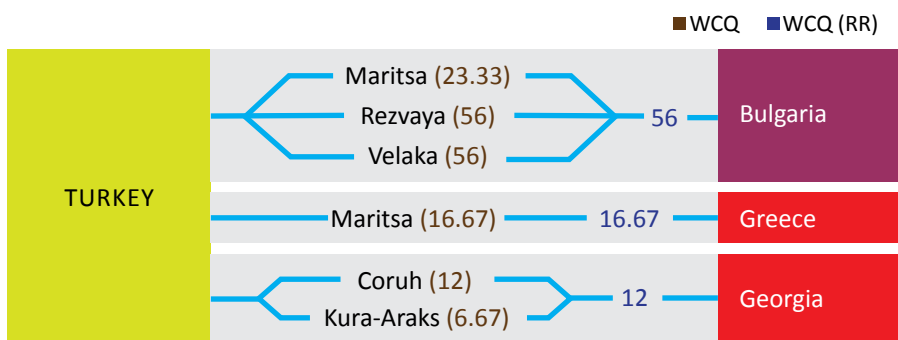 WCQ WCQ (RR)
Maritsa (23.33)
Rezvaya (56) 56 Bulgaria
Velaka (56)
TURKEY
Maritsa (16.67) 16.67 Greece
Coruh (12)
12 Georgia
Kura-Araks (6.67)